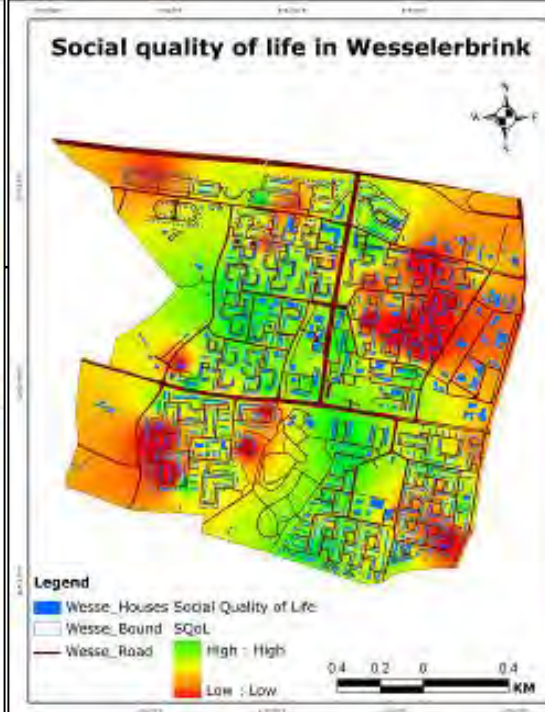 Social quality of life in Wesselerbrink
N
W E
S
Legend
Wesse_Houses Social Quality of Life
Wesse_Bound SQoL
Wesse_Road High : High
Low : Low
0.4 0.2 0 0.4
KM